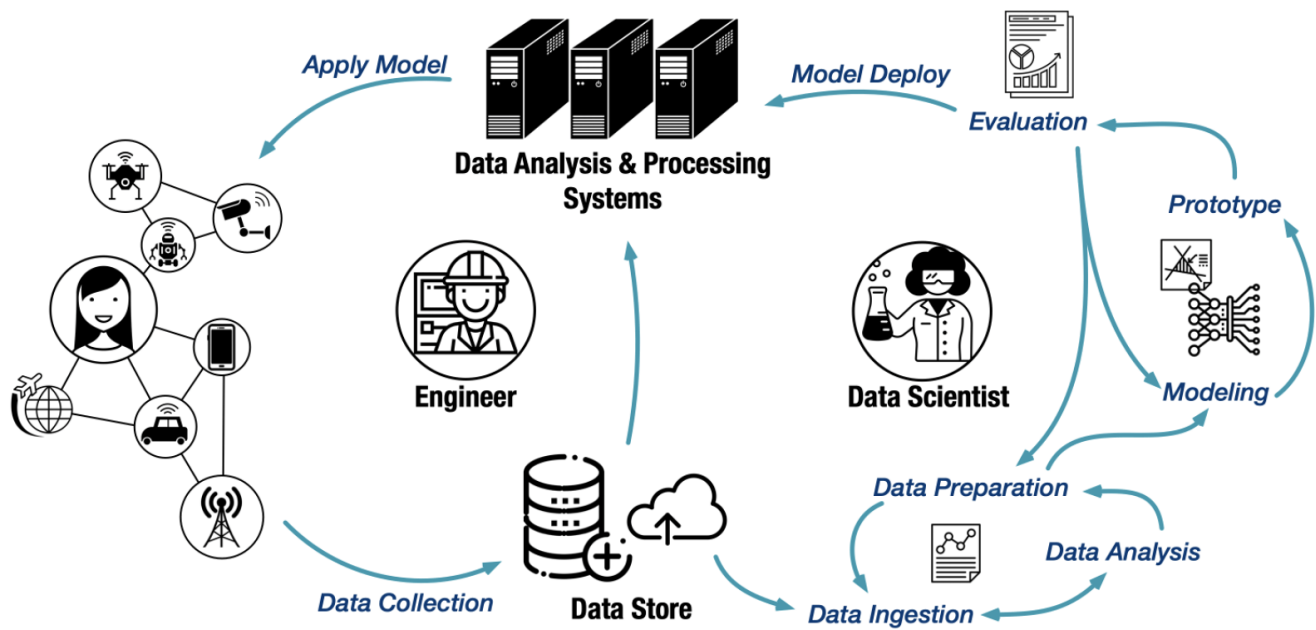 Apply Model
Model Deploy
Evaluation
Data Analysis & Processing
Systems
Prototype
Engineer
Data Scientist
Modeling
Data Preparation
Data Analysis
Data Collection
Data Store
Data Ingestion